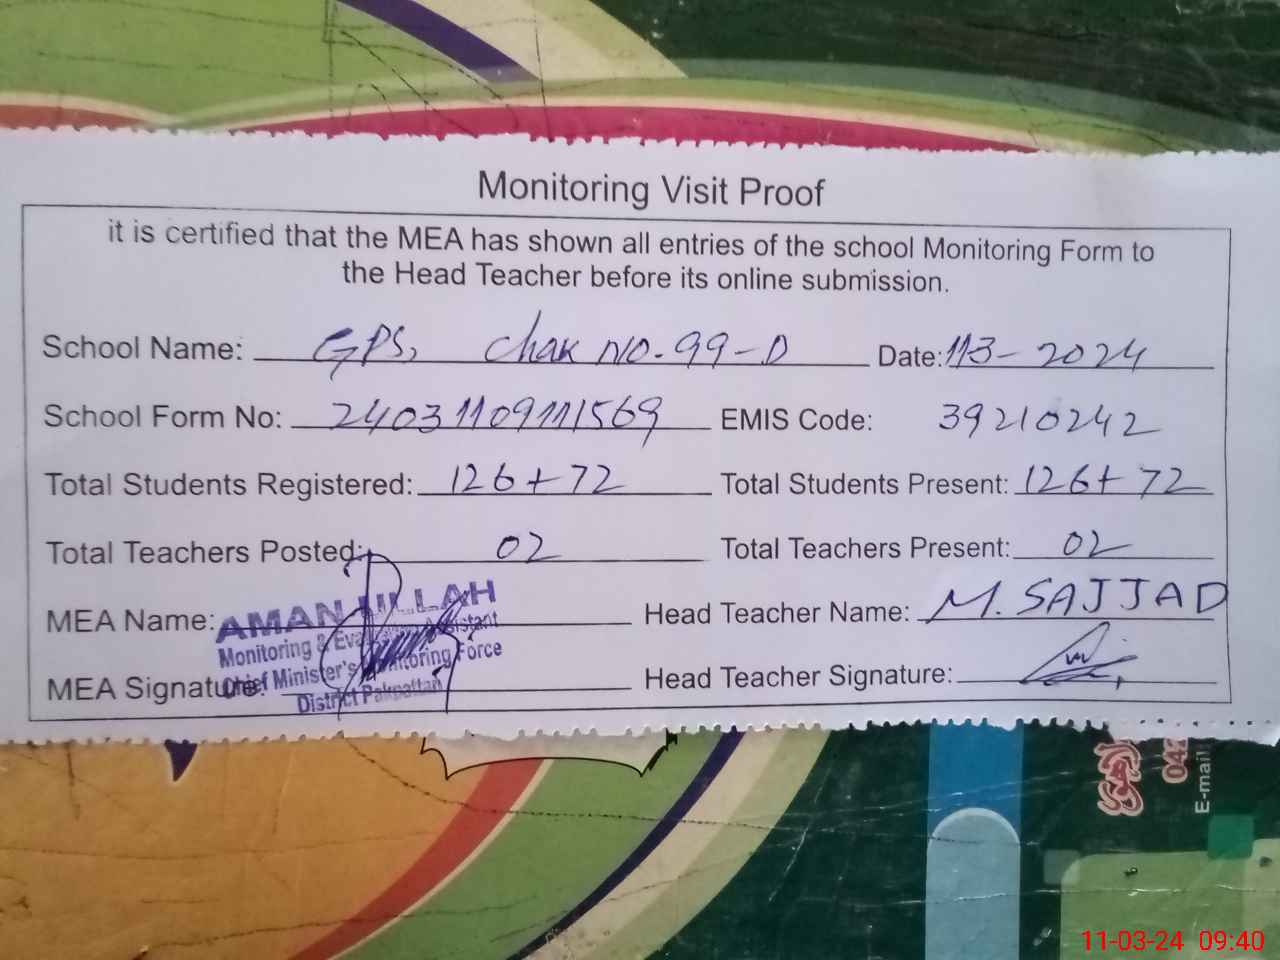 Monitoring Visit Proof
it is certified that the MEA has shown all entries of the school Monitoring Form to
the Head Teacher before its online submission.
School Name: GPS, Chak No. 99-D Date: 113-2024
School Form No: 24031109111569 EMIS Code: 39210242
Total Students Registered: 126+72 Total Students Present: 126+72
Total Teachers Posted: 02 Total Teachers Present: 02
MEA Name: AMAN ULLAH Head Teacher Name: M. SAJJAD
Monitoring & Evaluation Assistant
Chief Minister's Monitoring Force
MEA Signature: Head Teacher Signature:
District Pakpattan
042
E-mail
11-03-24 09:40